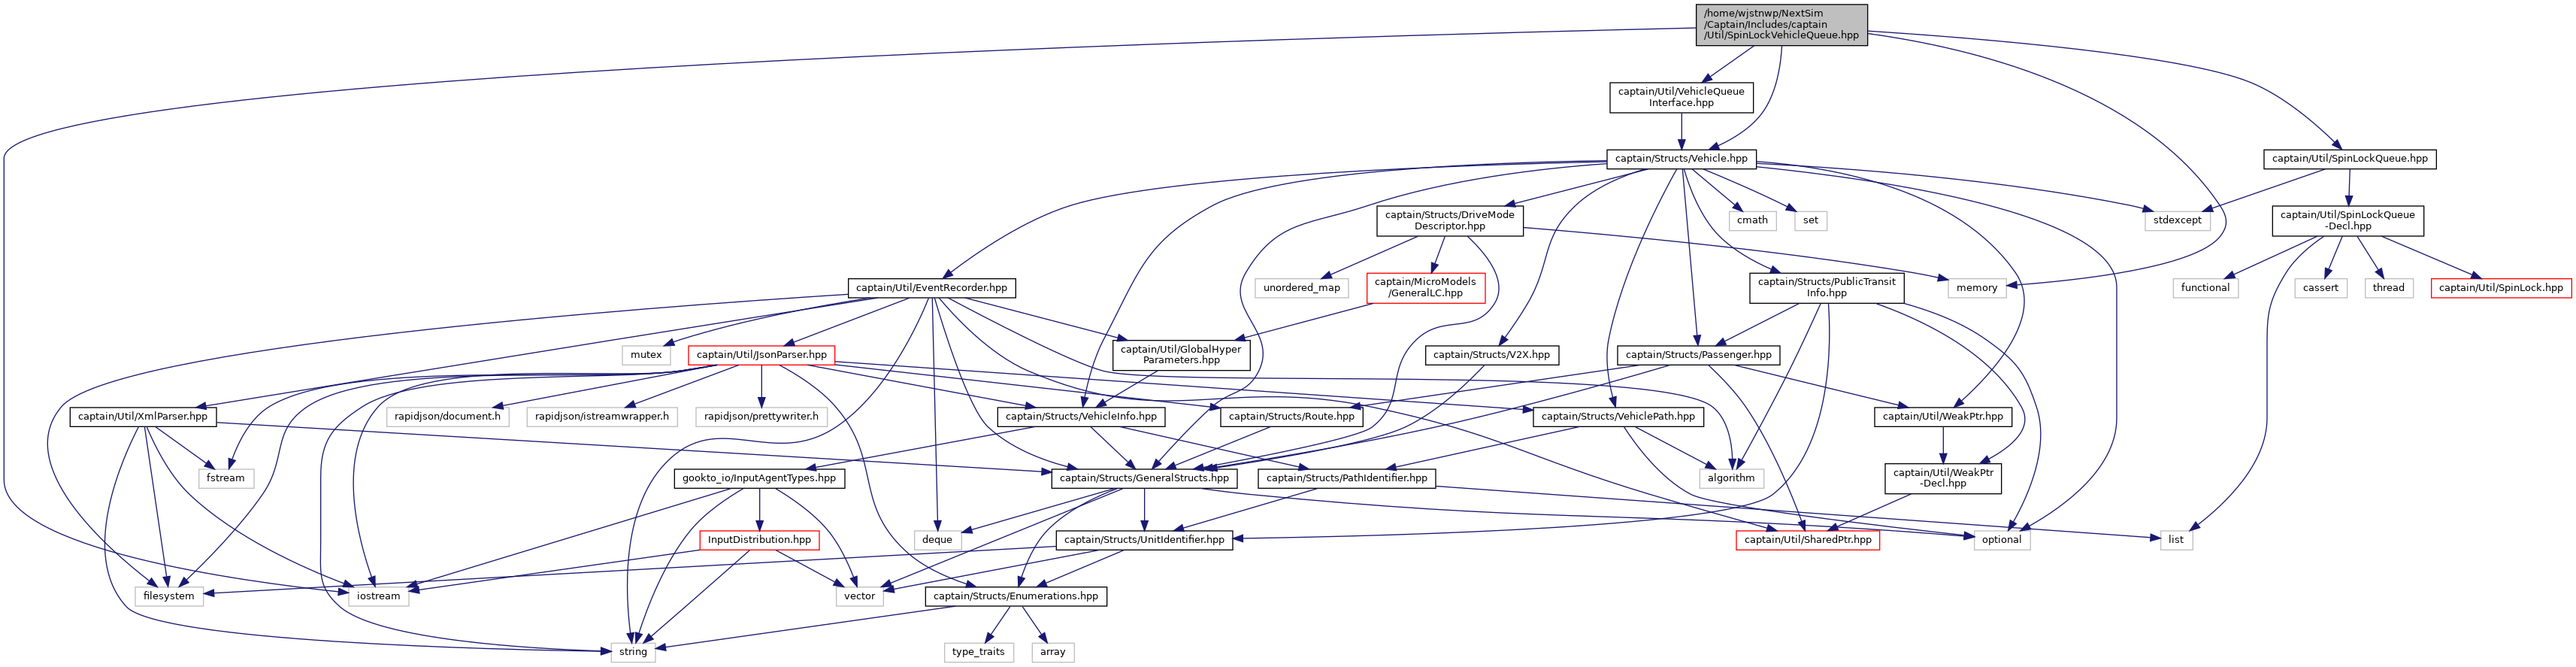 /home/wjstnwp/NextSim
/Captain/Includes/captain
/Util/SpinLockVehicleQueue.hpp
captain/Util/VehicleQueue
Interface.hpp
captain/Structs/Vehicle.hpp
captain/Util/SpinLockQueue.hpp
captain/Structs/DriveMode
Descriptor.hpp
cmath
set
stdexcept
captain/Util/SpinLockQueue
-Decl.hpp
captain/Util/EventRecorder.hpp
unordered_map
captain/MicroModels
/GeneralLC.hpp
captain/Structs/PublicTransit
Info.hpp
memory
functional
cassert
thread
captain/Util/SpinLock.hpp
mutex
captain/Util/JsonParser.hpp
captain/Util/GlobalHyper
Parameters.hpp
captain/Structs/V2X.hpp
captain/Structs/Passenger.hpp
captain/Util/XmlParser.hpp
rapidjson/document.h
rapidjson/istreamwrapper.h
rapidjson/prettywriter.h
captain/Structs/VehicleInfo.hpp
captain/Structs/Route.hpp
captain/Structs/VehiclePath.hpp
captain/Util/WeakPtr.hpp
fstream
gookto_io/InputAgentTypes.hpp
captain/Structs/GeneralStructs.hpp
captain/Structs/PathIdentifier.hpp
algorithm
captain/Util/WeakPtr
-Decl.hpp
InputDistribution.hpp
deque
captain/Structs/UnitIdentifier.hpp
captain/Util/SharedPtr.hpp
optional
list
filesystem
iostream
vector
captain/Structs/Enumerations.hpp
string
type_traits
array